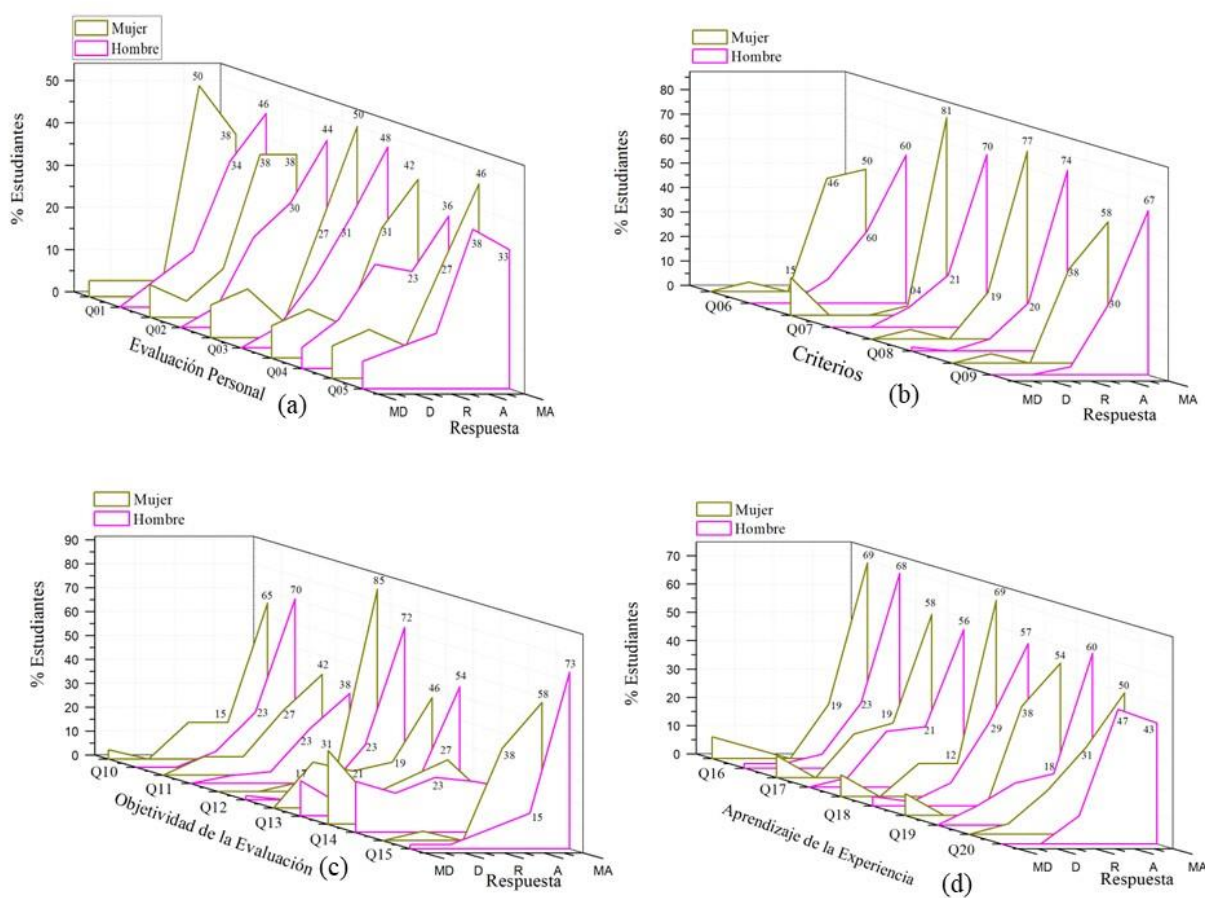 Mujer
Hombre
% Estudiantes
50
40
30
20
10
0
50
38
46
34
38
38
44
30
50
27
48
31
42
31
36
23
46
27
38
33
Q01
Q02
Q03
Q04
Q05
Evaluación Personal
(a)
MD D R A MA
Respuesta
Mujer
Hombre
% Estudiantes
80
70
60
50
40
30
20
10
0
15
46
50
60
60
81
04
70
21
77
19
74
20
58
38
67
30
Q06
Q07
Q08
Q09
Criterios
(b)
MD D R A MA
Respuesta
Mujer
Hombre
% Estudiantes
90
80
70
60
50
40
30
20
10
0
65
15
70
23
42
27
38
23
85
31
17
72
23
21
46
19
54
27
23
58
38
73
15
Q10
Q11
Q12
Q13
Q14
Q15
Objetividad de la Evaluación
(c)
MD D R A MA
Respuesta
Mujer
Hombre
% Estudiantes
70
60
50
40
30
20
10
0
69
19
68
23
58
19
56
21
69
12
57
29
54
38
60
18
50
31
47
43
Q16
Q17
Q18
Q19
Q20
Aprendizaje de la Experiencia
(d)
MD D R A MA
Respuesta